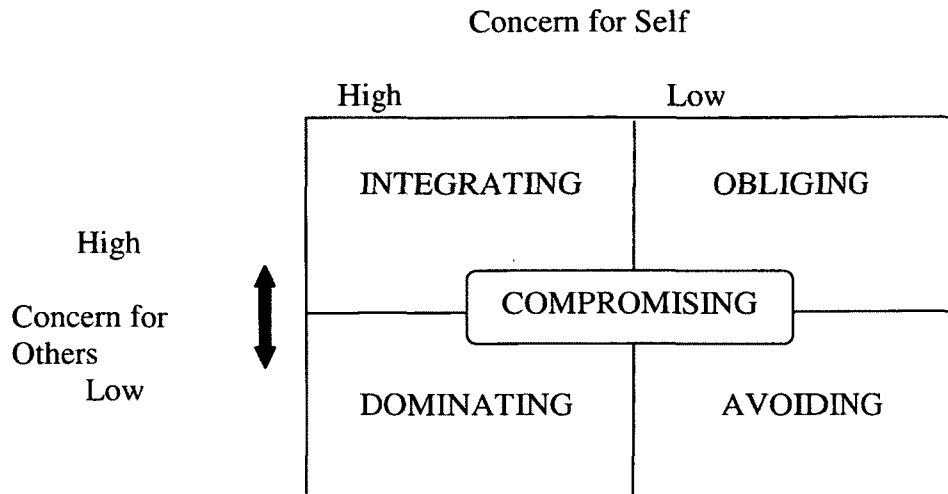 Concern for Self
High Low
INTEGRATING OBLIGING
High
COMPROMISING
Concern for
Others
Low
DOMINATING AVOIDING